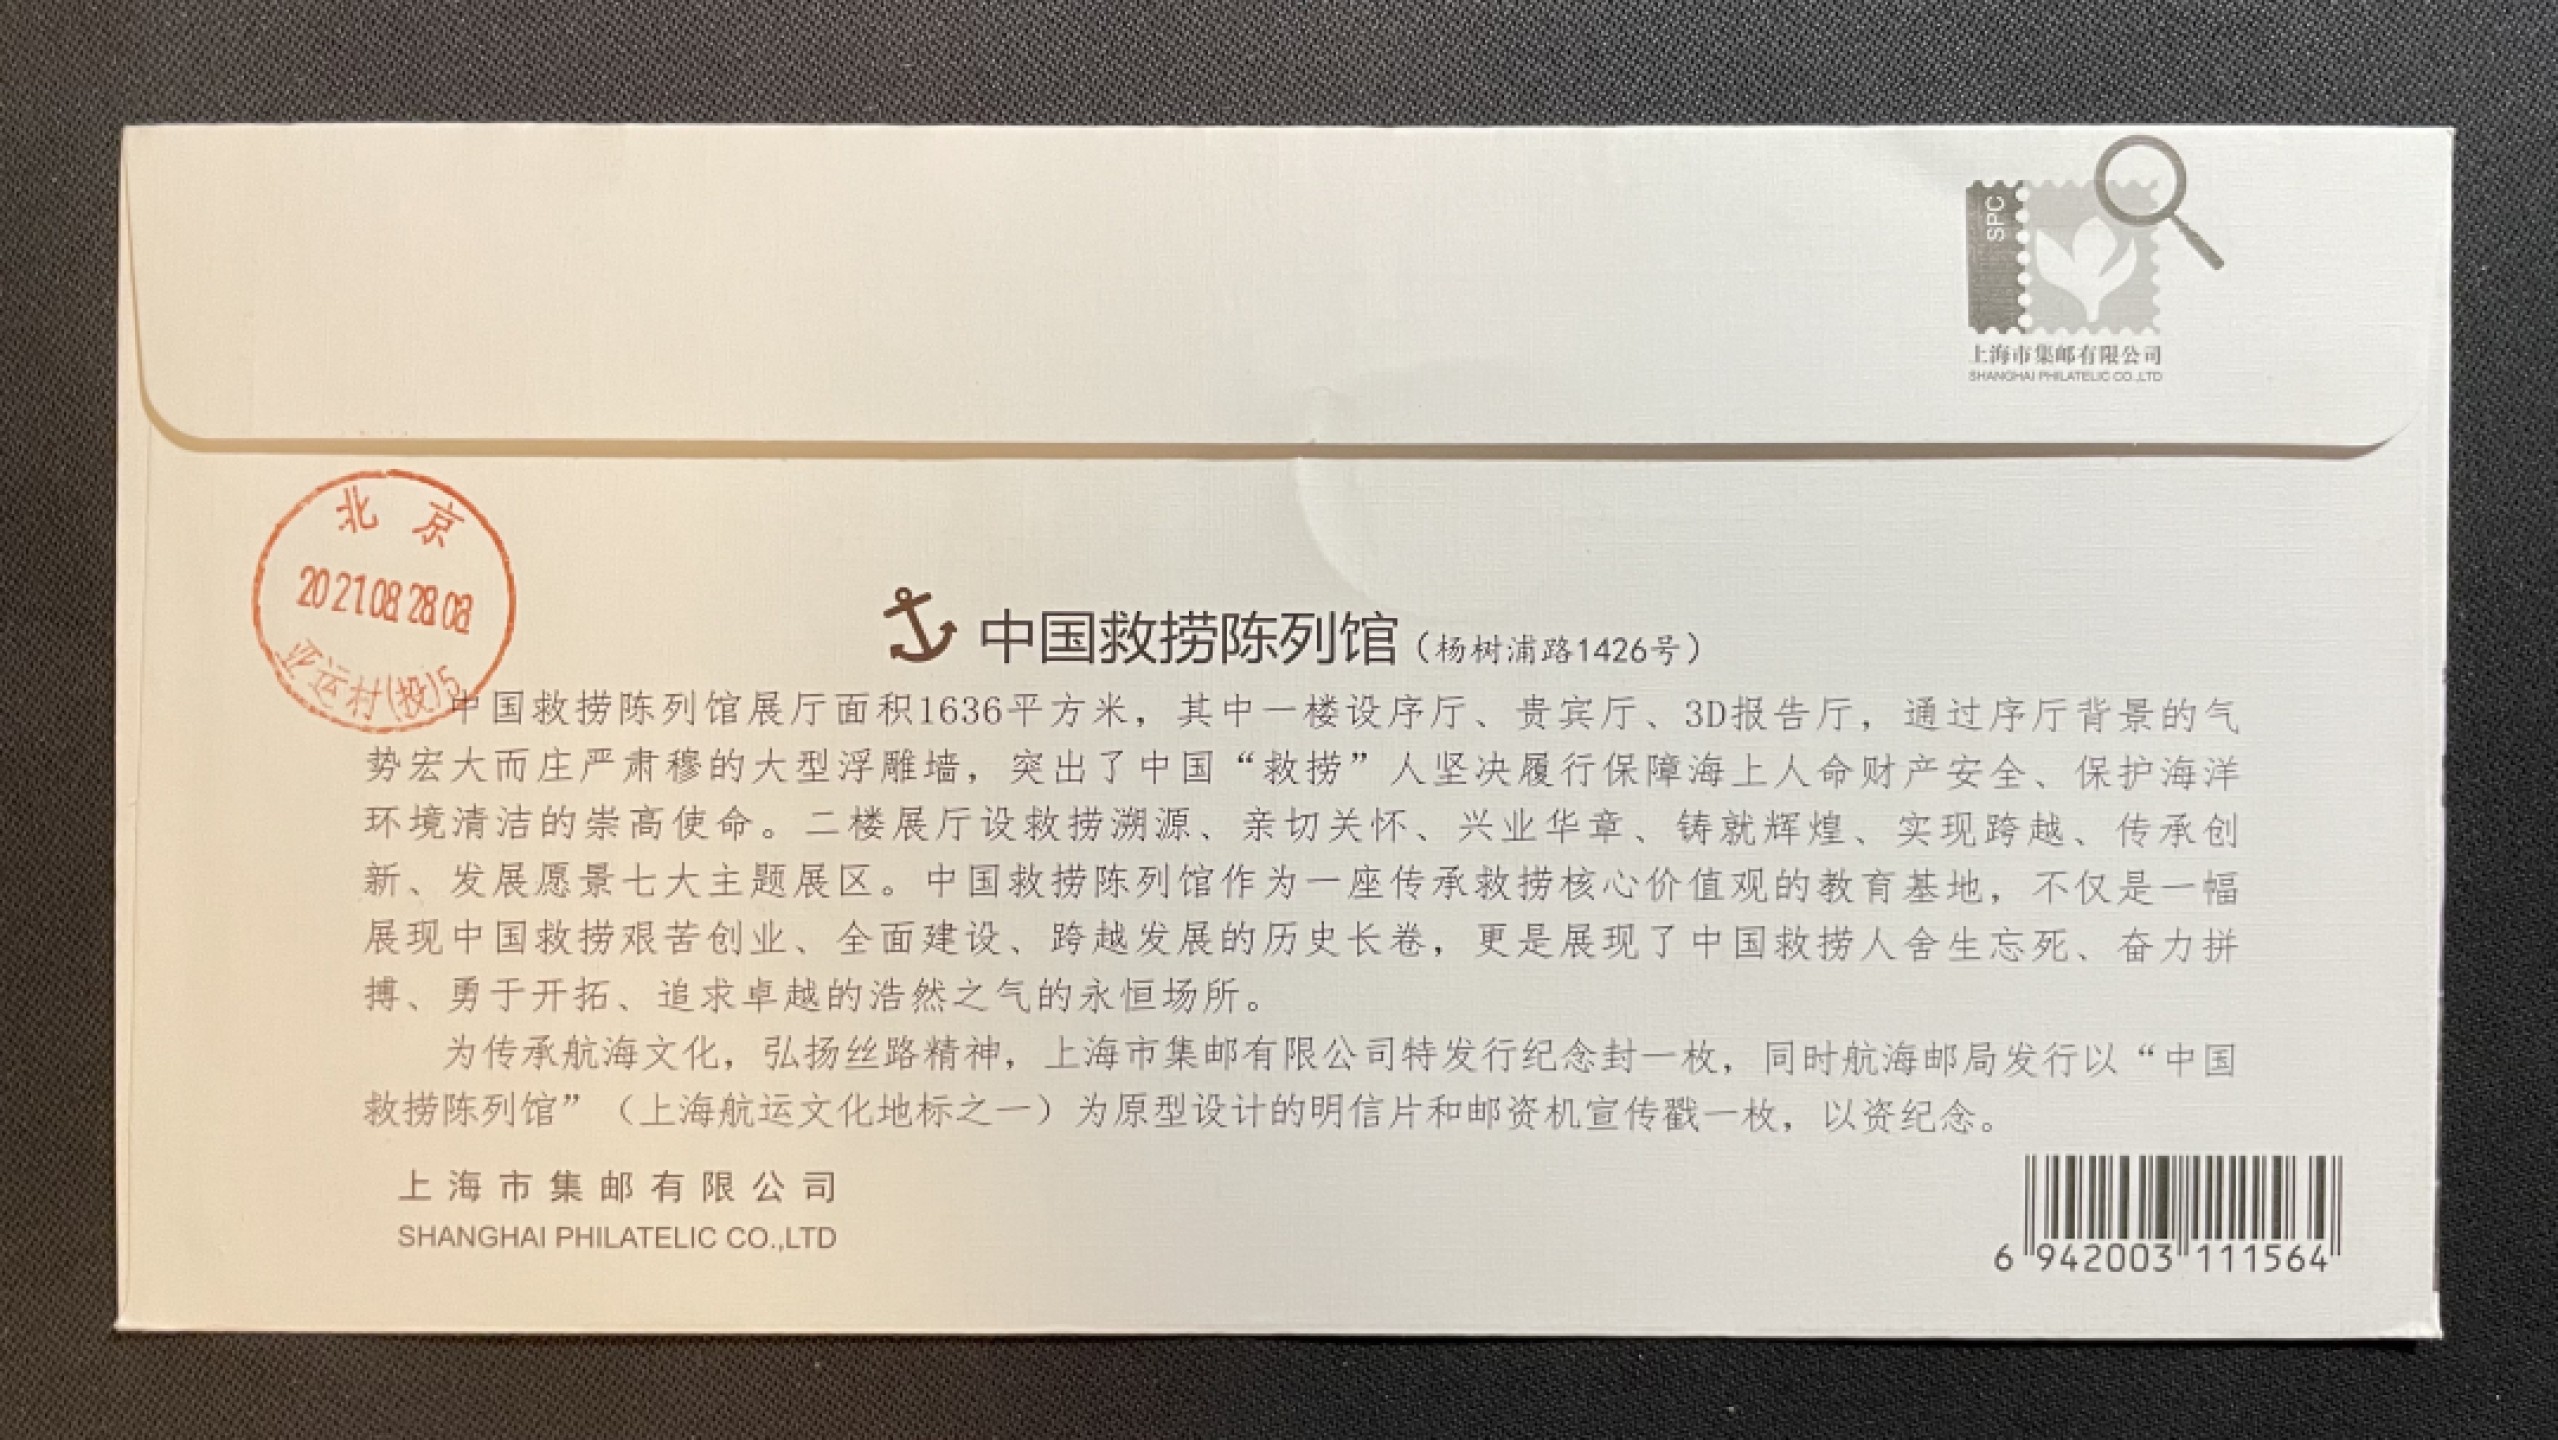 SPC
上海市集邮有限公司
SHANGHAI PHILATELIC CO.,LTD
北京
2021.08.28.08
亚运村(投)5
中国救捞陈列馆（杨树浦路1426号）
中国救捞陈列馆展厅面积1636平方米，其中一楼设序厅、贵宾厅、3D报告厅，通过序厅背景的气
势宏大而庄严肃穆的大型浮雕墙，突出了中国“救捞”人坚决履行保障海上人命财产安全、保护海洋
环境清洁的崇高使命。二楼展厅设救捞溯源、亲切关怀、兴业华章、铸就辉煌、实现跨越、传承创
新、发展愿景七大主题展区。中国救捞陈列馆作为一座传承救捞核心价值观的教育基地，不仅是一幅
展现中国救捞艰苦创业、全面建设、跨越发展的历史长卷，更是展现了中国救捞人舍生忘死、奋力拼
搏、勇于开拓、追求卓越的浩然之气的永恒场所。
为传承航海文化，弘扬丝路精神，上海市集邮有限公司特发行纪念封一枚，同时航海邮局发行以“中国
救捞陈列馆”（上海航运文化地标之一）为原型设计的明信片和邮资机宣传戳一枚，以资纪念。
上海市集邮有限公司
SHANGHAI PHILATELIC CO.,LTD
6 942003 111564